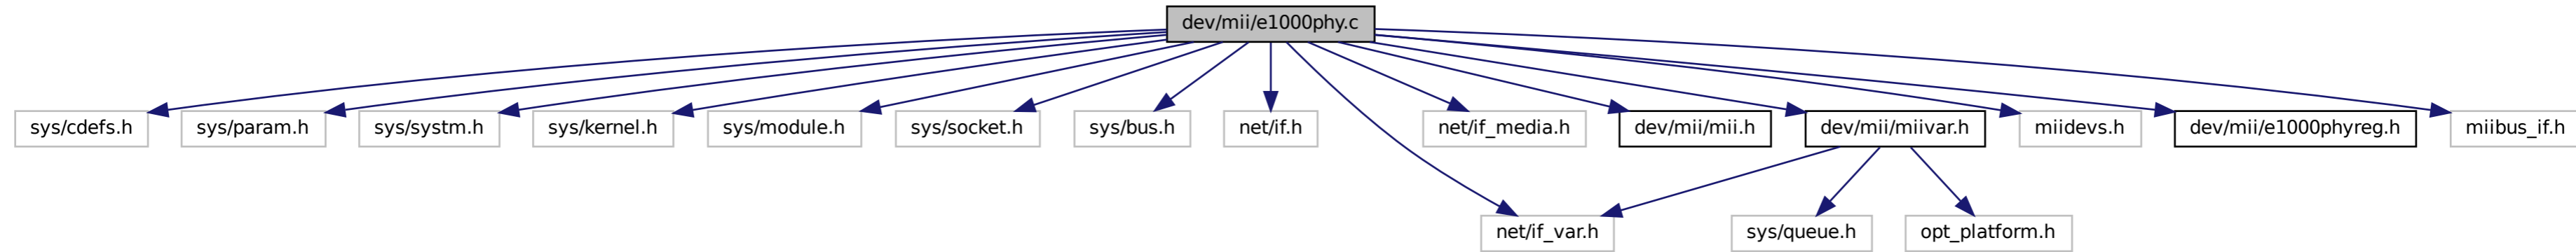 dev/mii/e1000phy.c
sys/cdefs.h
sys/param.h
sys/systm.h
sys/kernel.h
sys/module.h
sys/socket.h
sys/bus.h
net/if.h
net/if_media.h
dev/mii/mii.h
dev/mii/miivar.h
miidevs.h
dev/mii/e1000phyreg.h
miibus_if.h
net/if_var.h
sys/queue.h
opt_platform.h